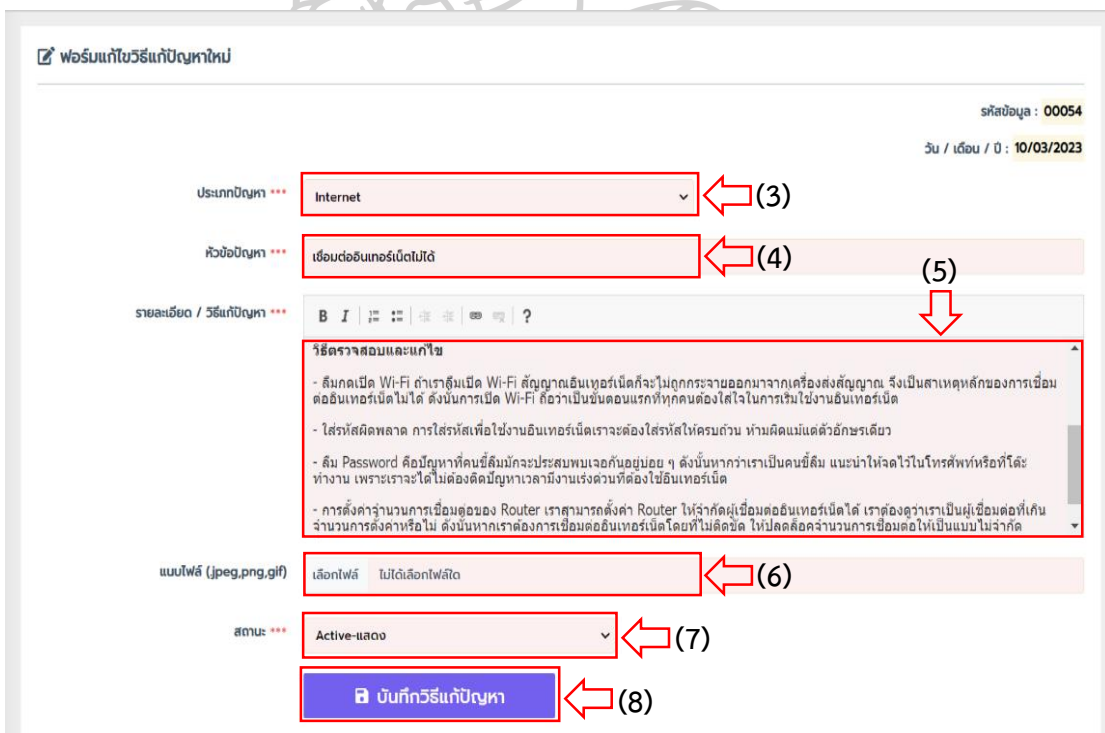 ฟอร์มแก้ไขวิธีแก้ปัญหาใหม่
รหัสข้อมูล : 00054
วัน / เดือน / ปี : 10/03/2023
ประเภทปัญหา ***
Internet
(3)
หัวข้อปัญหา ***
เชื่อมต่ออินเทอร์เน็ตไม่ได้
(4)
(5)
รายละเอียด / วิธีแก้ปัญหา ***
B I ?
วิธีตรวจสอบและแก้ไข
- ลืมกดเปิด Wi-Fi ถ้าเราลืมเปิด Wi-Fi สัญญาณอินเทอร์เน็ตก็จะไม่ถูกกระจายออกมาจากเครื่องส่งสัญญาณ จึงเป็นสาเหตุหลักของการเชื่อม
ต่ออินเทอร์เน็ตไม่ได้ ดังนั้นการเปิด Wi-Fi ถือว่าเป็นขั้นตอนแรกที่ทุกคนต้องใส่ใจในการเริ่มใช้งานอินเทอร์เน็ต
- ใส่รหัสผิดพลาด การใส่รหัสเพื่อใช้งานอินเทอร์เน็ตเราจะต้องใส่รหัสให้ครบถ้วน ห้ามผิดแม้แต่ตัวอักษรเดียว
- ลืม Password คือปัญหาที่คนขี้ลืมมักจะประสบพบเจอกันอยู่บ่อย ๆ ดังนั้นหากว่าเราเป็นคนขี้ลืม แนะนำให้จดไว้ในโทรศัพท์หรือที่โต๊ะ
ทำงาน เพราะเราจะได้ไม่ต้องติดปัญหาเวลามีงานเร่งด่วนที่ต้องใช้อินเทอร์เน็ต
- การตั้งค่าจำนวนการเชื่อมต่อของ Router เราสามารถตั้งค่า Router ให้จำกัดผู้เชื่อมต่ออินเทอร์เน็ตได้ เราต้องดูว่าเราเป็นผู้เชื่อมต่อที่เกิน
จำนวนการตั้งค่าหรือไม่ ดังนั้นหากเราต้องการเชื่อมต่ออินเทอร์เน็ตโดยที่ไม่ติดขัด ให้ปลดล็อคจำนวนการเชื่อมต่อให้เป็นแบบไม่จำกัด
แนบไฟล์ (jpeg,png,gif)
เลือกไฟล์ ไม่ได้เลือกไฟล์ใด
(6)
สถานะ ***
Active-แสดง
(7)
บันทึกวิธีแก้ปัญหา
(8)